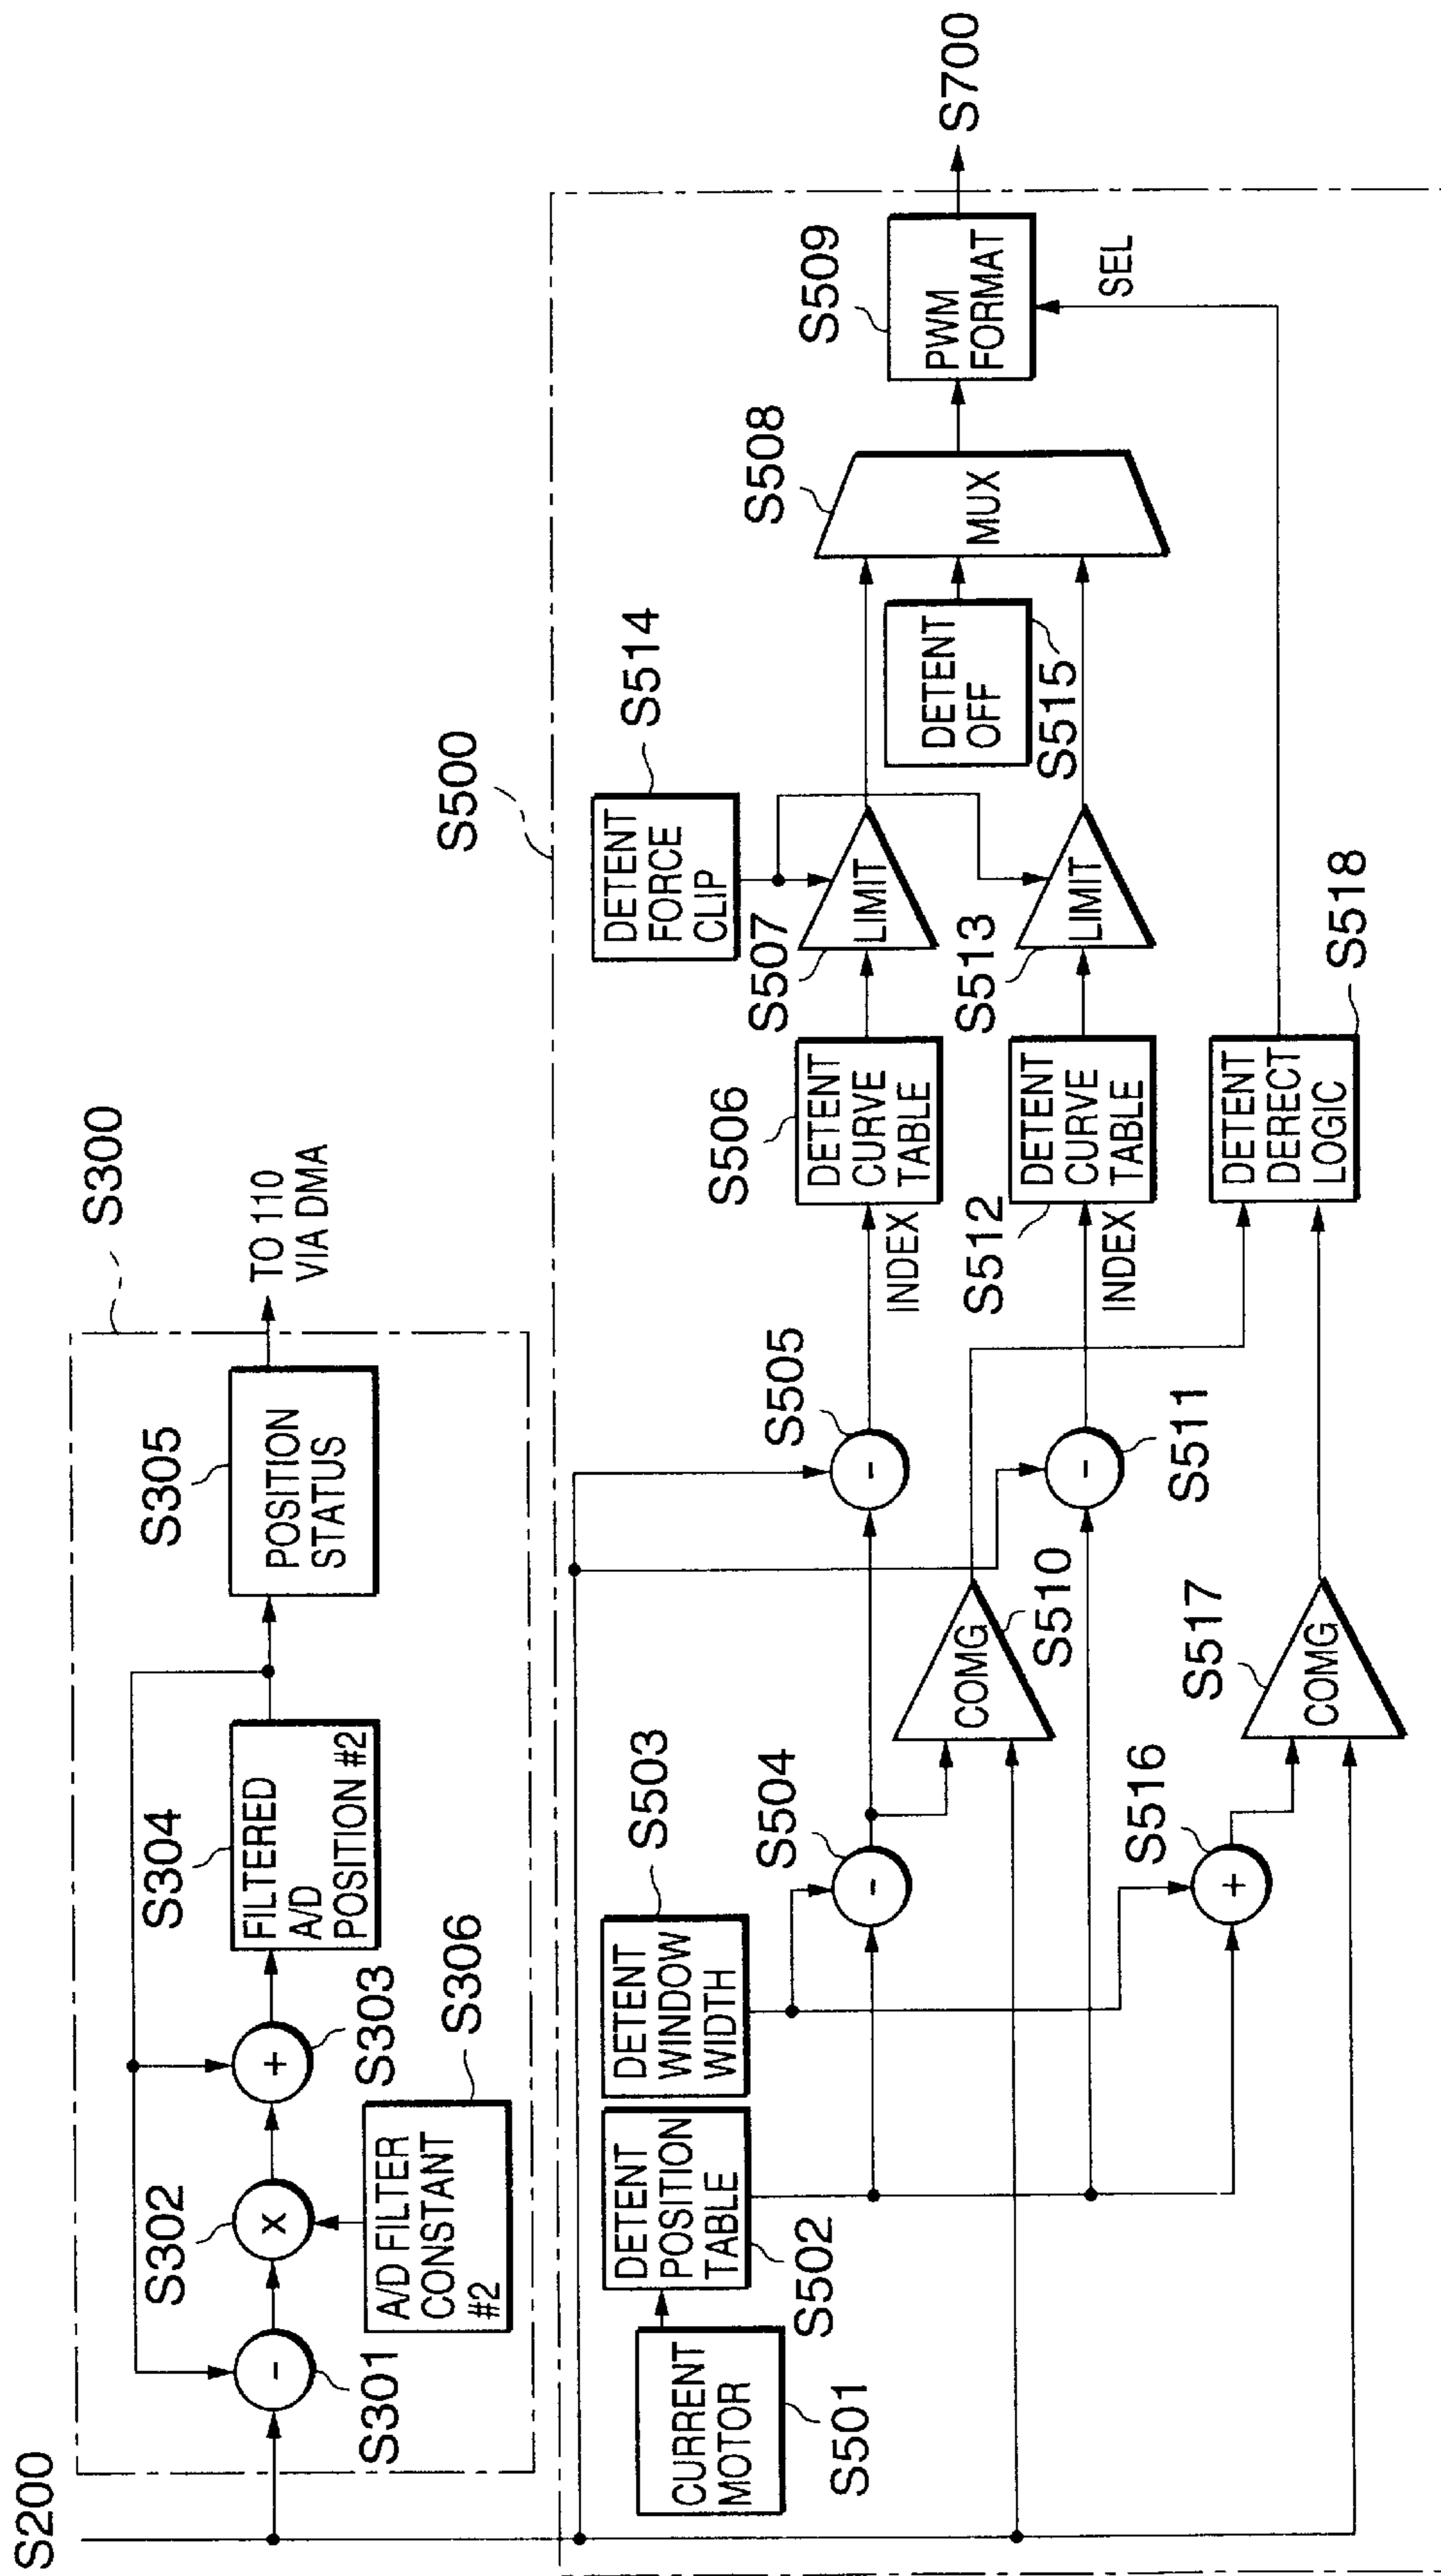 S200
S300
S301
S302
S303
S304
S305
S306
-
X
+
A/D FILTER
CONSTANT
#2
FILTERED
A/D
POSITION #2
POSITION
STATUS
TO 110
VIA DMA
S500
CURRENT
MOTOR
S501
DETENT
POSITION
TABLE
S502
DETENT
WINDOW
WIDTH
S503
-
S504
COMG
S510
+
S516
COMG
S517
-
S505
-
S511
INDEX
DETENT
CURVE
TABLE
S506
INDEX
DETENT
CURVE
TABLE
S512
DETENT
DERECT
LOGIC
S518
DETENT
FORCE
CLIP
S514
LIMIT
S507
LIMIT
S513
DETENT
OFF
S515
MUX
S508
PWM
FORMAT
S509
SEL
S700